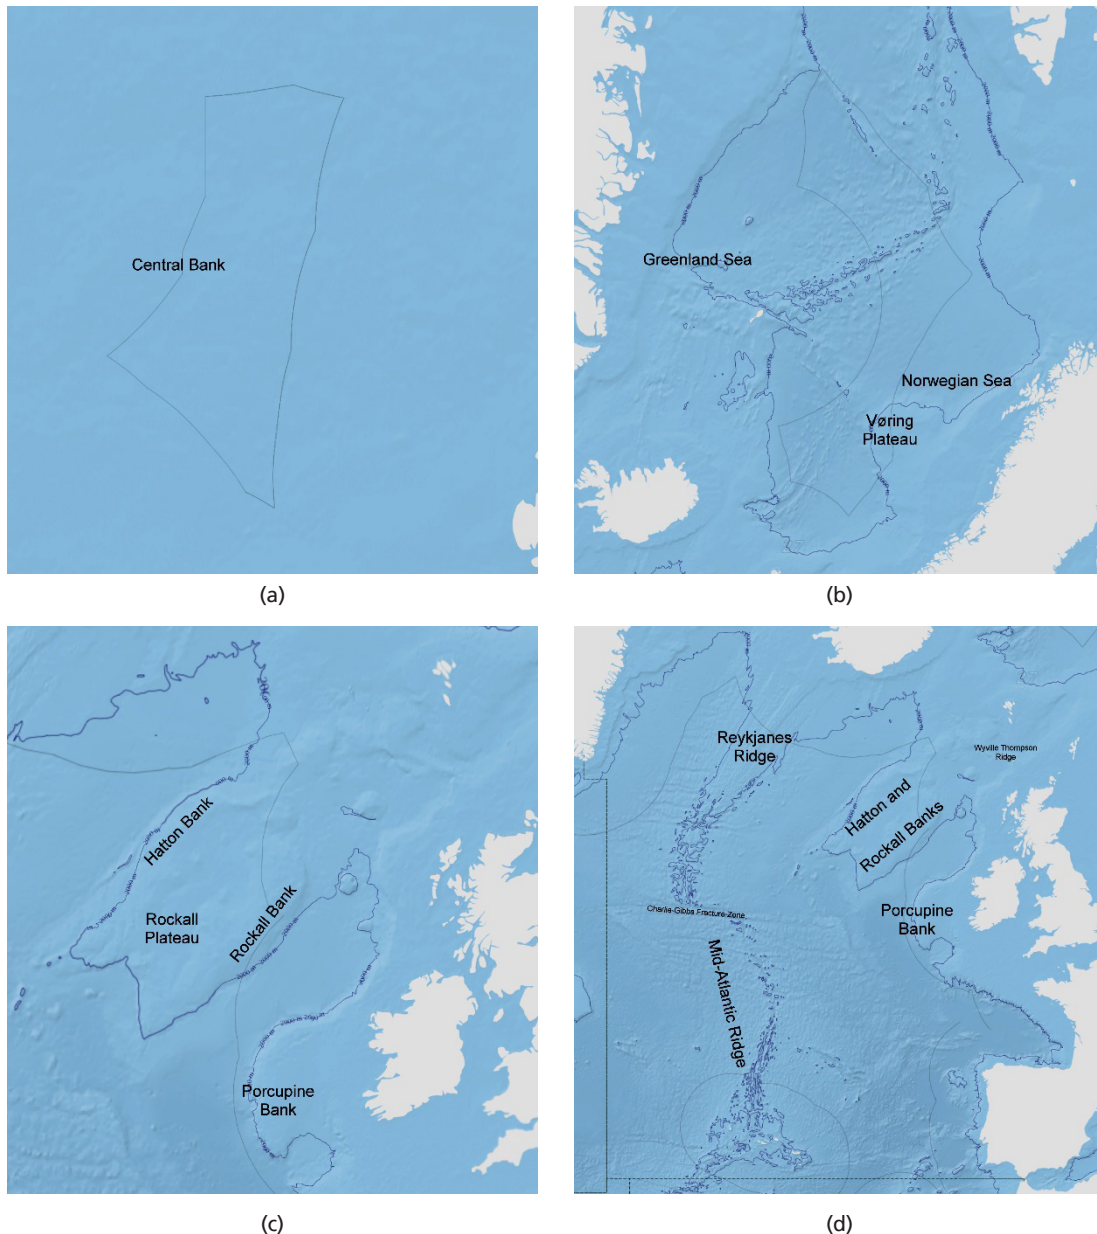 Central Bank
(a)
Greenland Sea
Norwegian Sea
Vøring
Plateau
(b)
Hatton Bank
Rockall Bank
Rockall
Plateau
Porcupine
Bank
(c)
Reykjanes
Ridge
Wyville Thompson
Ridge
Hatton and
Rockall Banks
Charlie-Gibbs Fracture-Zone
Porcupine
Bank
Mid-Atlantic Ridge
(d)